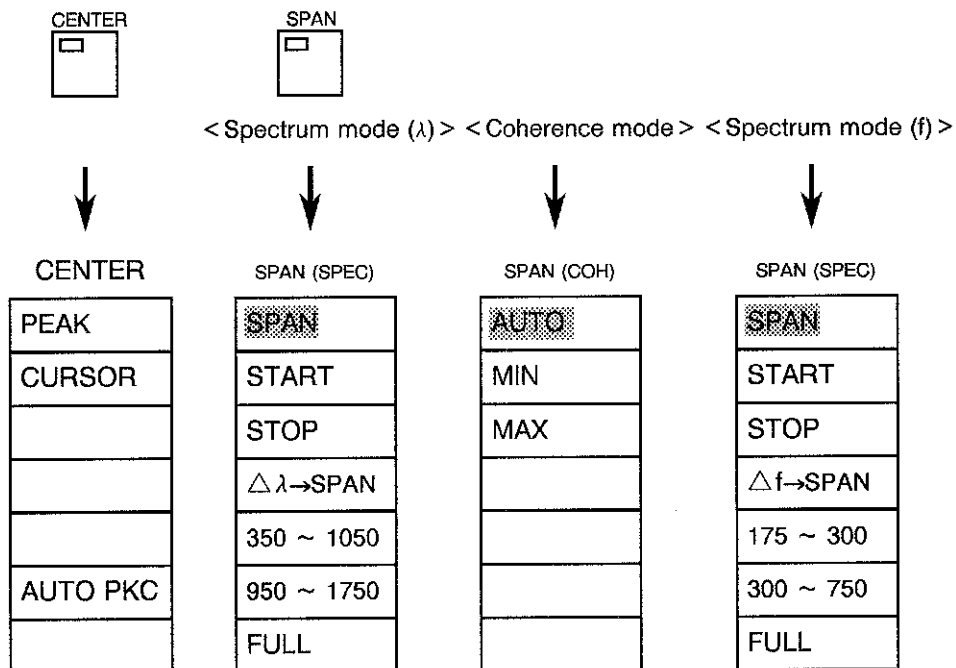 CENTER
SPAN
< Spectrum mode (λ) > < Coherence mode > < Spectrum mode (f) >
CENTER
PEAK
CURSOR
AUTO PKC
SPAN (SPEC)
SPAN
START
STOP
△λ→SPAN
350 ~ 1050
950 ~ 1750
FULL
SPAN (COH)
AUTO
MIN
MAX
SPAN (SPEC)
SPAN
START
STOP
△f→SPAN
175 ~ 300
300 ~ 750
FULL